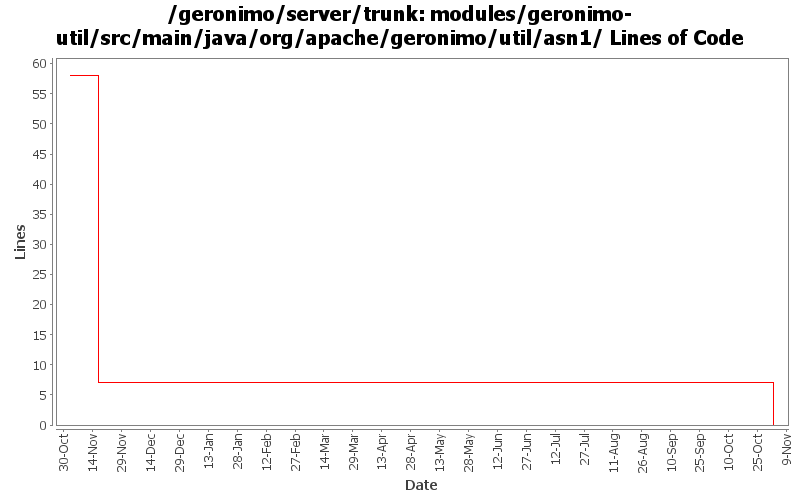 /geronimo/server/trunk: modules/geronimo-
util/src/main/java/org/apache/geronimo/util/asn1/ Lines of Code
60
55
50
45
40
35
30
25
20
15
10
5
0
Lines
30-Oct
14-Nov
29-Nov
14-Dec
29-Dec
13-Jan
28-Jan
12-Feb
27-Feb
14-Mar
29-Mar
13-Apr
28-Apr
13-May
28-May
12-Jun
27-Jun
12-Jul
27-Jul
11-Aug
26-Aug
10-Sep
25-Sep
10-Oct
25-Oct
9-Nov
Date